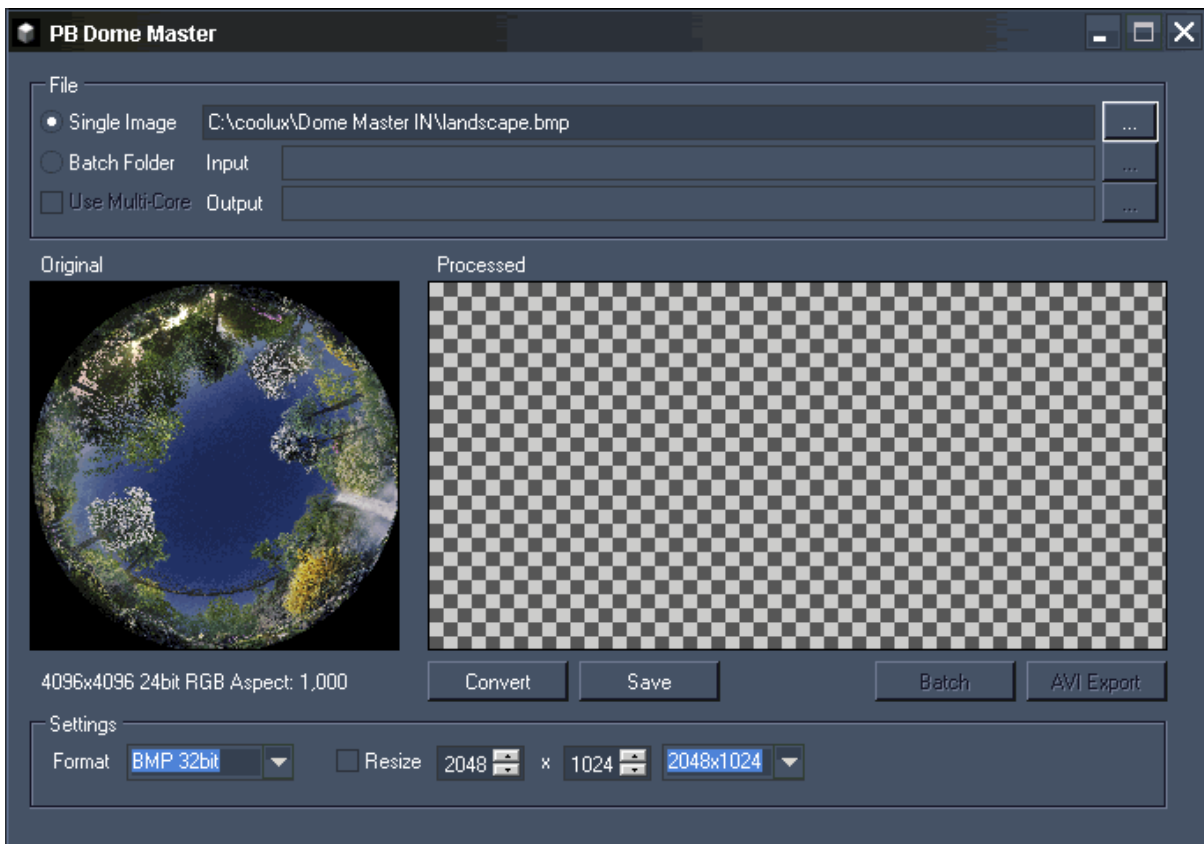 PB Dome Master
File
Single Image C:\coolux\Dome Master IN\landscape.bmp ...
Batch Folder Input ...
Use Multi-Core Output ...
Original Processed
4096x4096 24bit RGB Aspect: 1,000 Convert Save Batch AVI Export
Settings
Format BMP 32bit Resize 2048 x 1024 2048x1024